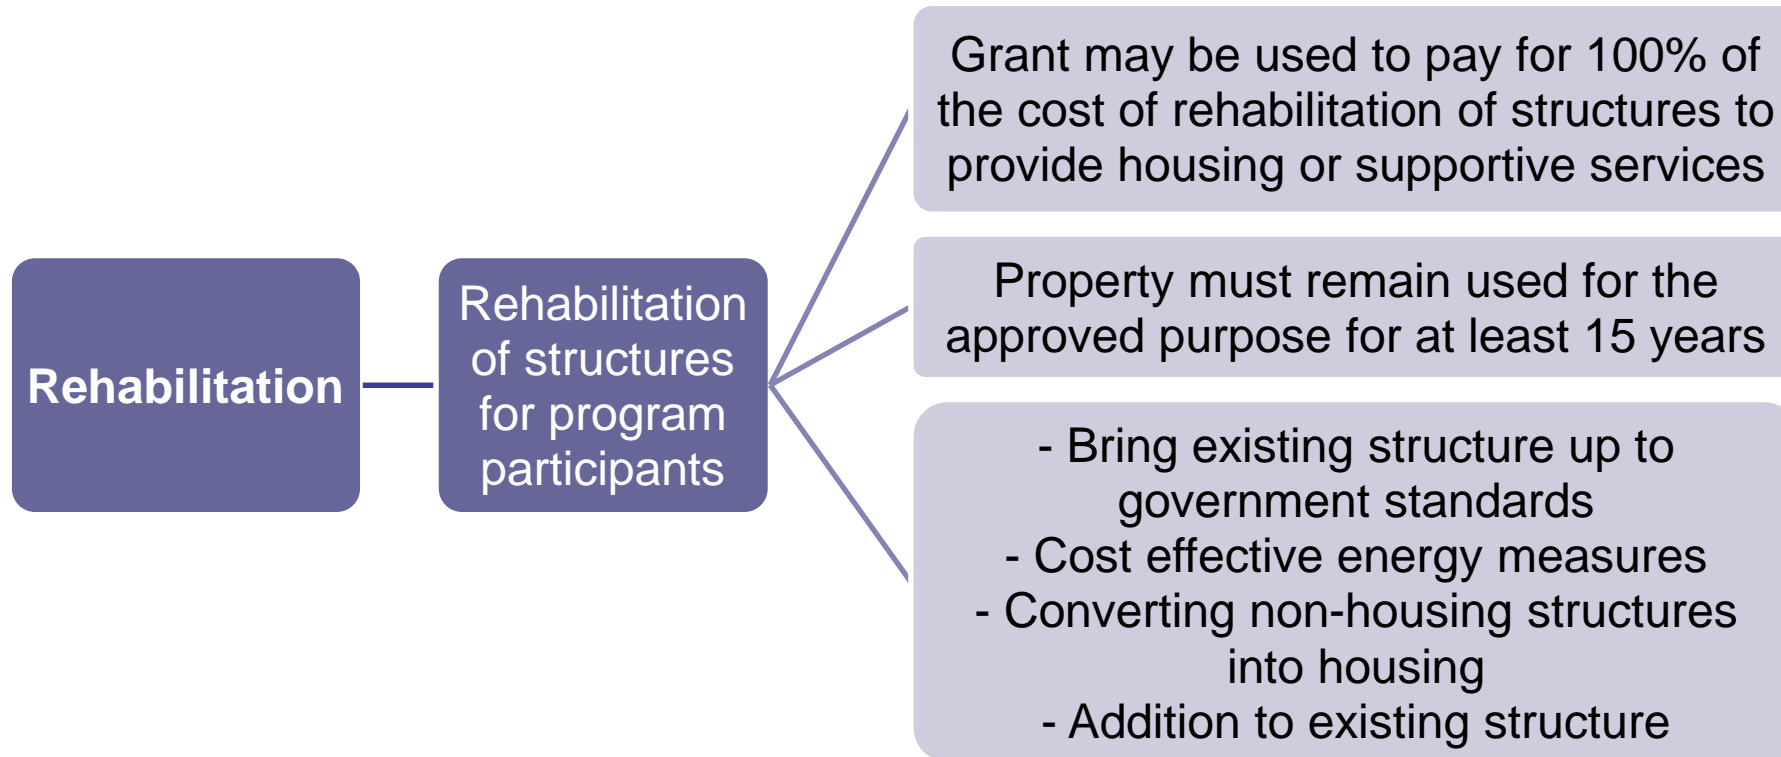 Rehabilitation
Rehabilitation
of structures
for program
participants
Grant may be used to pay for 100% of
the cost of rehabilitation of structures to
provide housing or supportive services
Property must remain used for the
approved purpose for at least 15 years
- Bring existing structure up to
government standards
- Cost effective energy measures
- Converting non-housing structures
into housing
- Addition to existing structure